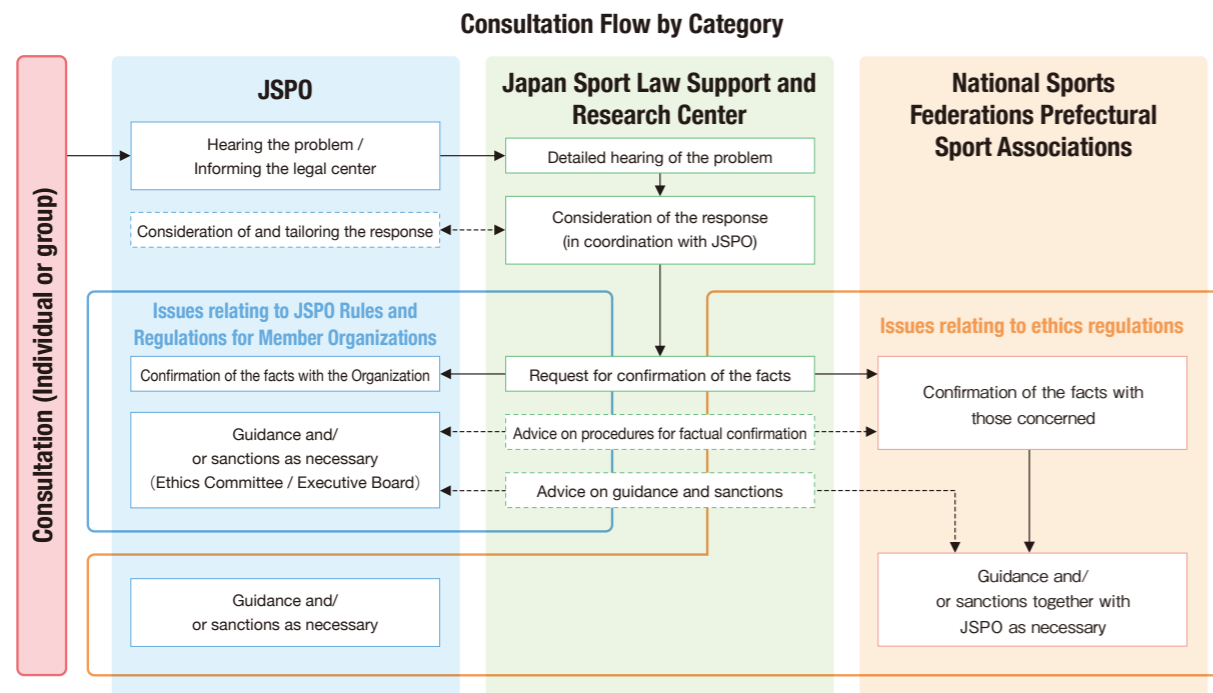 Consultation Flow by Category
Consultation (Individual or group)
JSPO
Japan Sport Law Support and
Research Center
National Sports
Federations Prefectural
Sport Associations
Hearing the problem /
Informing the legal center
Detailed hearing of the problem
Consideration of and tailoring the response
Consideration of the response
(in coordination with JSPO)
Issues relating to JSPO Rules and
Regulations for Member Organizations
Issues relating to ethics regulations
Confirmation of the facts with the Organization
Request for confirmation of the facts
Confirmation of the facts with
those concerned
Guidance and/
or sanctions as necessary
(Ethics Committee / Executive Board)
Advice on procedures for factual confirmation
Advice on guidance and sanctions
Guidance and/
or sanctions as necessary
Guidance and/
or sanctions together with
JSPO as necessary